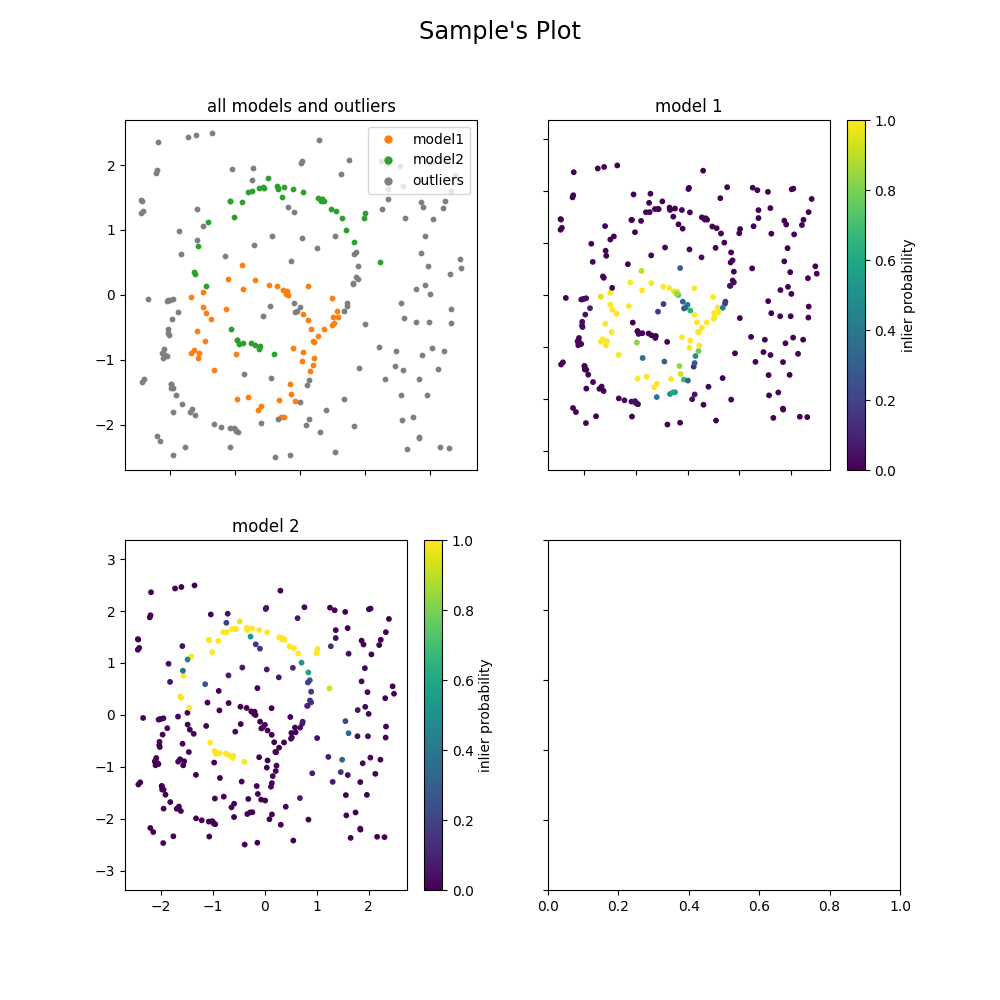 Sample's Plot
all models and outliers
model1
model2
outliers
2
1
0
−1
−2
model 1
1.0
0.8
0.6
0.4
0.2
0.0
inlier probability
model 2
3
2
1
0
−1
−2
−3
−2 −1 0 1 2
1.0
0.8
0.6
0.4
0.2
0.0
inlier probability
0.0 0.2 0.4 0.6 0.8 1.0